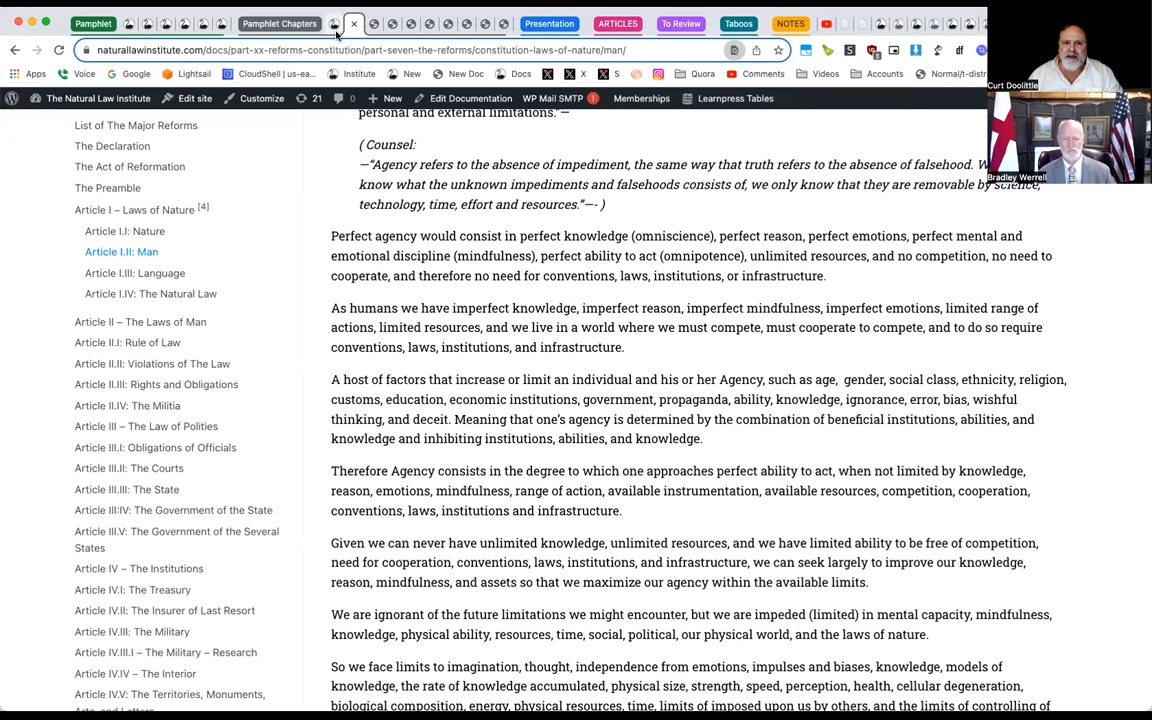 Pamphlet
Pamphlet Chapters
Presentation
ARTICLES
To Review
Taboos
NOTES
naturallawinstitute.com/docs/part-xx-reforms-constitution/part-seven-the-reforms/constitution-laws-of-nature/man/
Apps
Voice
Google
Lightsail
CloudShell | us-ea...
Institute
New
New Doc
Docs
X
S
Quora
Comments
Videos
Accounts
Normal/t-distr
The Natural Law Institute
Edit site
Customize
21
0
New
Edit Documentation
WP Mail SMTP
Memberships
Learnpress Tables
Curt Doolittle
Bradley Werrell
List of The Major Reforms
The Declaration
The Act of Reformation
The Preamble
Article I – Laws of Nature [4]
Article I.I: Nature
Article I.II: Man
Article I.III: Language
Article I.IV: The Natural Law
Article II – The Laws of Man
Article II.I: Rule of Law
Article II.II: Violations of The Law
Article II.III: Rights and Obligations
Article II.IV: The Militia
Article III – The Law of Polities
Article III.I: Obligations of Officials
Article III.II: The Courts
Article III.III: The State
Article III:IV: The Government of the State
Article III.V: The Government of the Several
States
Article IV – The Institutions
Article IV.I: The Treasury
Article IV.II: The Insurer of Last Resort
Article IV.III: The Military
Article IV.III.I – The Military – Research
Article IV.IV – The Interior
Article IV.V: The Territories, Monuments,
personal and external limitations."—
( Counsel:
—"Agency refers to the absence of impediment, the same way that truth refers to the absence of falsehood.
know what the unknown impediments and falsehoods consists of, we only know that they are removable by science,
technology, time, effort and resources."—- )
Perfect agency would consist in perfect knowledge (omniscience), perfect reason, perfect emotions, perfect mental and
emotional discipline (mindfulness), perfect ability to act (omnipotence), unlimited resources, and no competition, no need to
cooperate, and therefore no need for conventions, laws, institutions, or infrastructure.
As humans we have imperfect knowledge, imperfect reason, imperfect mindfulness, imperfect emotions, limited range of
actions, limited resources, and we live in a world where we must compete, must cooperate to compete, and to do so require
conventions, laws, institutions, and infrastructure.
A host of factors that increase or limit an individual and his or her Agency, such as age, gender, social class, ethnicity, religion,
customs, education, economic institutions, government, propaganda, ability, knowledge, ignorance, error, bias, wishful
thinking, and deceit. Meaning that one's agency is determined by the combination of beneficial institutions, abilities, and
knowledge and inhibiting institutions, abilities, and knowledge.
Therefore Agency consists in the degree to which one approaches perfect ability to act, when not limited by knowledge,
reason, emotions, mindfulness, range of action, available instrumentation, available resources, competition, cooperation,
conventions, laws, institutions and infrastructure.
Given we can never have unlimited knowledge, unlimited resources, and we have limited ability to be free of competition,
need for cooperation, conventions, laws, institutions, and infrastructure, we can seek largely to improve our knowledge,
reason, mindfulness, and assets so that we maximize our agency within the available limits.
We are ignorant of the future limitations we might encounter, but we are impeded (limited) in mental capacity, mindfulness,
knowledge, physical ability, resources, time, social, political, our physical world, and the laws of nature.
So we face limits to imagination, thought, independence from emotions, impulses and biases, knowledge, models of
knowledge, the rate of knowledge accumulated, physical size, strength, speed, perception, health, cellular degeneration,
biological composition, energy, physical resources, time, limits of imposed upon us by others, and the limits of controlling of